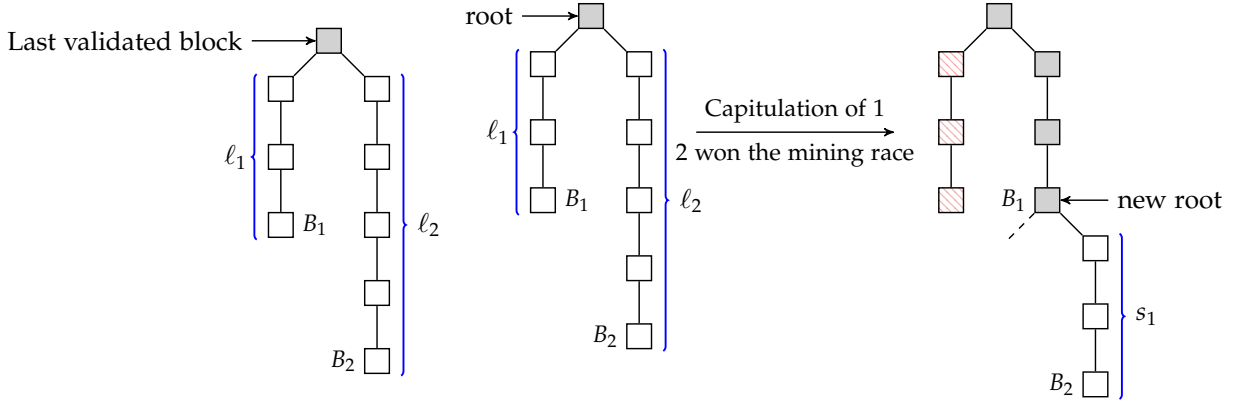 Last validated block
ℓ1
B1
ℓ2
B2
root
ℓ1
B1
ℓ2
B2
Capitulation of 1
2 won the mining race
B1
new root
s1
B2